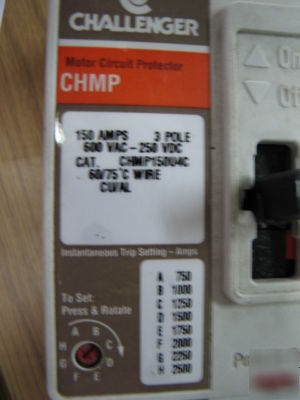 CHALLENGER
Motor Circuit Protector
CHMP
150 AMPS 3 POLE
600 VAC-250 VDC
CAT. CHMP150U4C
60/75°C WIRE
CU/AL
Instantaneous Trip Setting - Amps
To Set:
Press & Rotate
A 750
B 1000
C 1250
D 1500
E 1750
F 2000
G 2250
H 2500
A B C D E F G H
On
Off